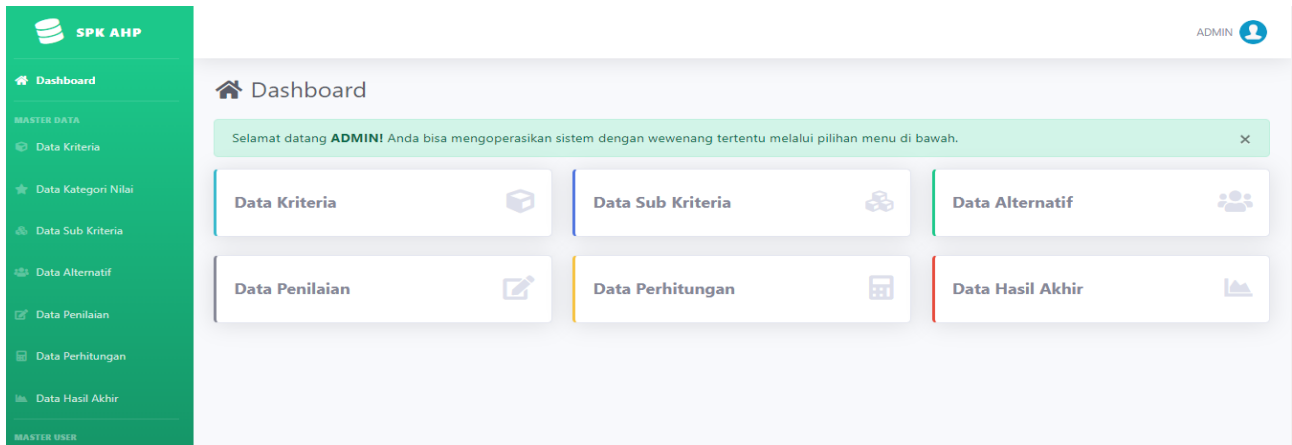 SPK AHP
Dashboard
MASTER DATA
Data Kriteria
Data Kategori Nilai
Data Sub Kriteria
Data Alternatif
Data Penilaian
Data Perhitungan
Data Hasil Akhir
MASTER USER
ADMIN
Dashboard
Selamat datang ADMIN! Anda bisa mengoperasikan sistem dengan wewenang tertentu melalui pilihan menu di bawah. ×
Data Kriteria
Data Sub Kriteria
Data Alternatif
Data Penilaian
Data Perhitungan
Data Hasil Akhir